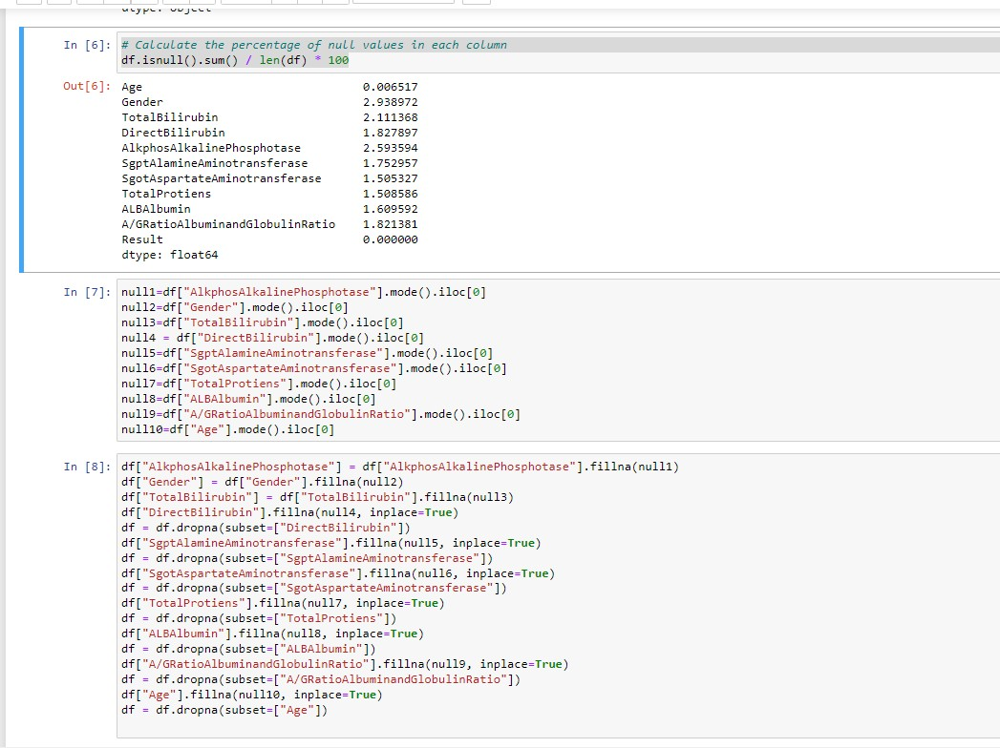 dtype: object
In [6]: # Calculate the percentage of null values in each column
df.isnull().sum() / len(df) * 100
Out[6]: Age 0.006517
Gender 2.938972
TotalBilirubin 2.111368
DirectBilirubin 1.827897
AlkphosAlkalinePhosphotase 2.593594
SgptAlamineAminotransferase 1.752957
SgotAspartateAminotransferase 1.505327
TotalProtiens 1.508586
ALBAlbumin 1.609592
A/GRatioAlbuminandGlobulinRatio 1.821381
Result 0.000000
dtype: float64
In [7]: null1=df["AlkphosAlkalinePhosphotase"].mode().iloc[0]
null2=df["Gender"].mode().iloc[0]
null3=df["TotalBilirubin"].mode().iloc[0]
null4 = df["DirectBilirubin"].mode().iloc[0]
null5=df["SgptAlamineAminotransferase"].mode().iloc[0]
null6=df["SgotAspartateAminotransferase"].mode().iloc[0]
null7=df["TotalProtiens"].mode().iloc[0]
null8=df["ALBAlbumin"].mode().iloc[0]
null9=df["A/GRatioAlbuminandGlobulinRatio"].mode().iloc[0]
null10=df["Age"].mode().iloc[0]
In [8]: df["AlkphosAlkalinePhosphotase"] = df["AlkphosAlkalinePhosphotase"].fillna(null1)
df["Gender"] = df["Gender"].fillna(null2)
df["TotalBilirubin"] = df["TotalBilirubin"].fillna(null3)
df["DirectBilirubin"].fillna(null4, inplace=True)
df = df.dropna(subset=["DirectBilirubin"])
df["SgptAlamineAminotransferase"].fillna(null5, inplace=True)
df = df.dropna(subset=["SgptAlamineAminotransferase"])
df["SgotAspartateAminotransferase"].fillna(null6, inplace=True)
df = df.dropna(subset=["SgotAspartateAminotransferase"])
df["TotalProtiens"].fillna(null7, inplace=True)
df = df.dropna(subset=["TotalProtiens"])
df["ALBAlbumin"].fillna(null8, inplace=True)
df = df.dropna(subset=["ALBAlbumin"])
df["A/GRatioAlbuminandGlobulinRatio"].fillna(null9, inplace=True)
df = df.dropna(subset=["A/GRatioAlbuminandGlobulinRatio"])
df["Age"].fillna(null10, inplace=True)
df = df.dropna(subset=["Age"])